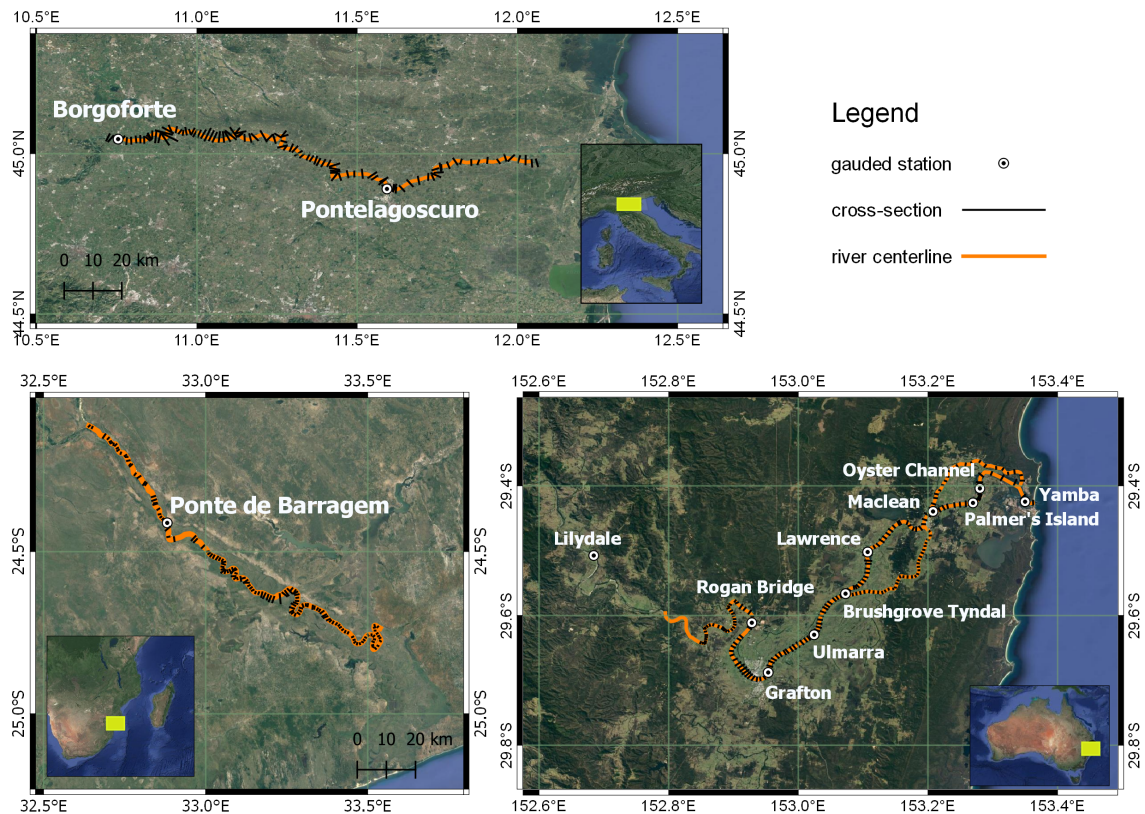 10.5°E 11.0°E 11.5°E 12.0°E 12.5°E
Borgoforte
Pontelagoscuro
0 10 20 km
45.0°N
44.5°N
45.0°N
44.5°N
10.5°E 11.0°E 11.5°E 12.0°E 12.5°E
Legend
gauded station
cross-section
river centerline
32.5°E 33.0°E 33.5°E
Ponte de Barragem
24.5°S
25.0°S
24.5°S
25.0°S
0 10 20 km
32.5°E 33.0°E 33.5°E
152.6°E 152.8°E 153.0°E 153.2°E 153.4°E
Oyster Channel
Maclean
Yamba
Palmer's Island
Lawrence
Lilydale
Rogan Bridge
Brushgrove Tyndal
Ulmarra
Grafton
29.4°S
29.6°S
29.8°S
29.4°S
29.6°S
29.8°S
152.6°E 152.8°E 153.0°E 153.2°E 153.4°E